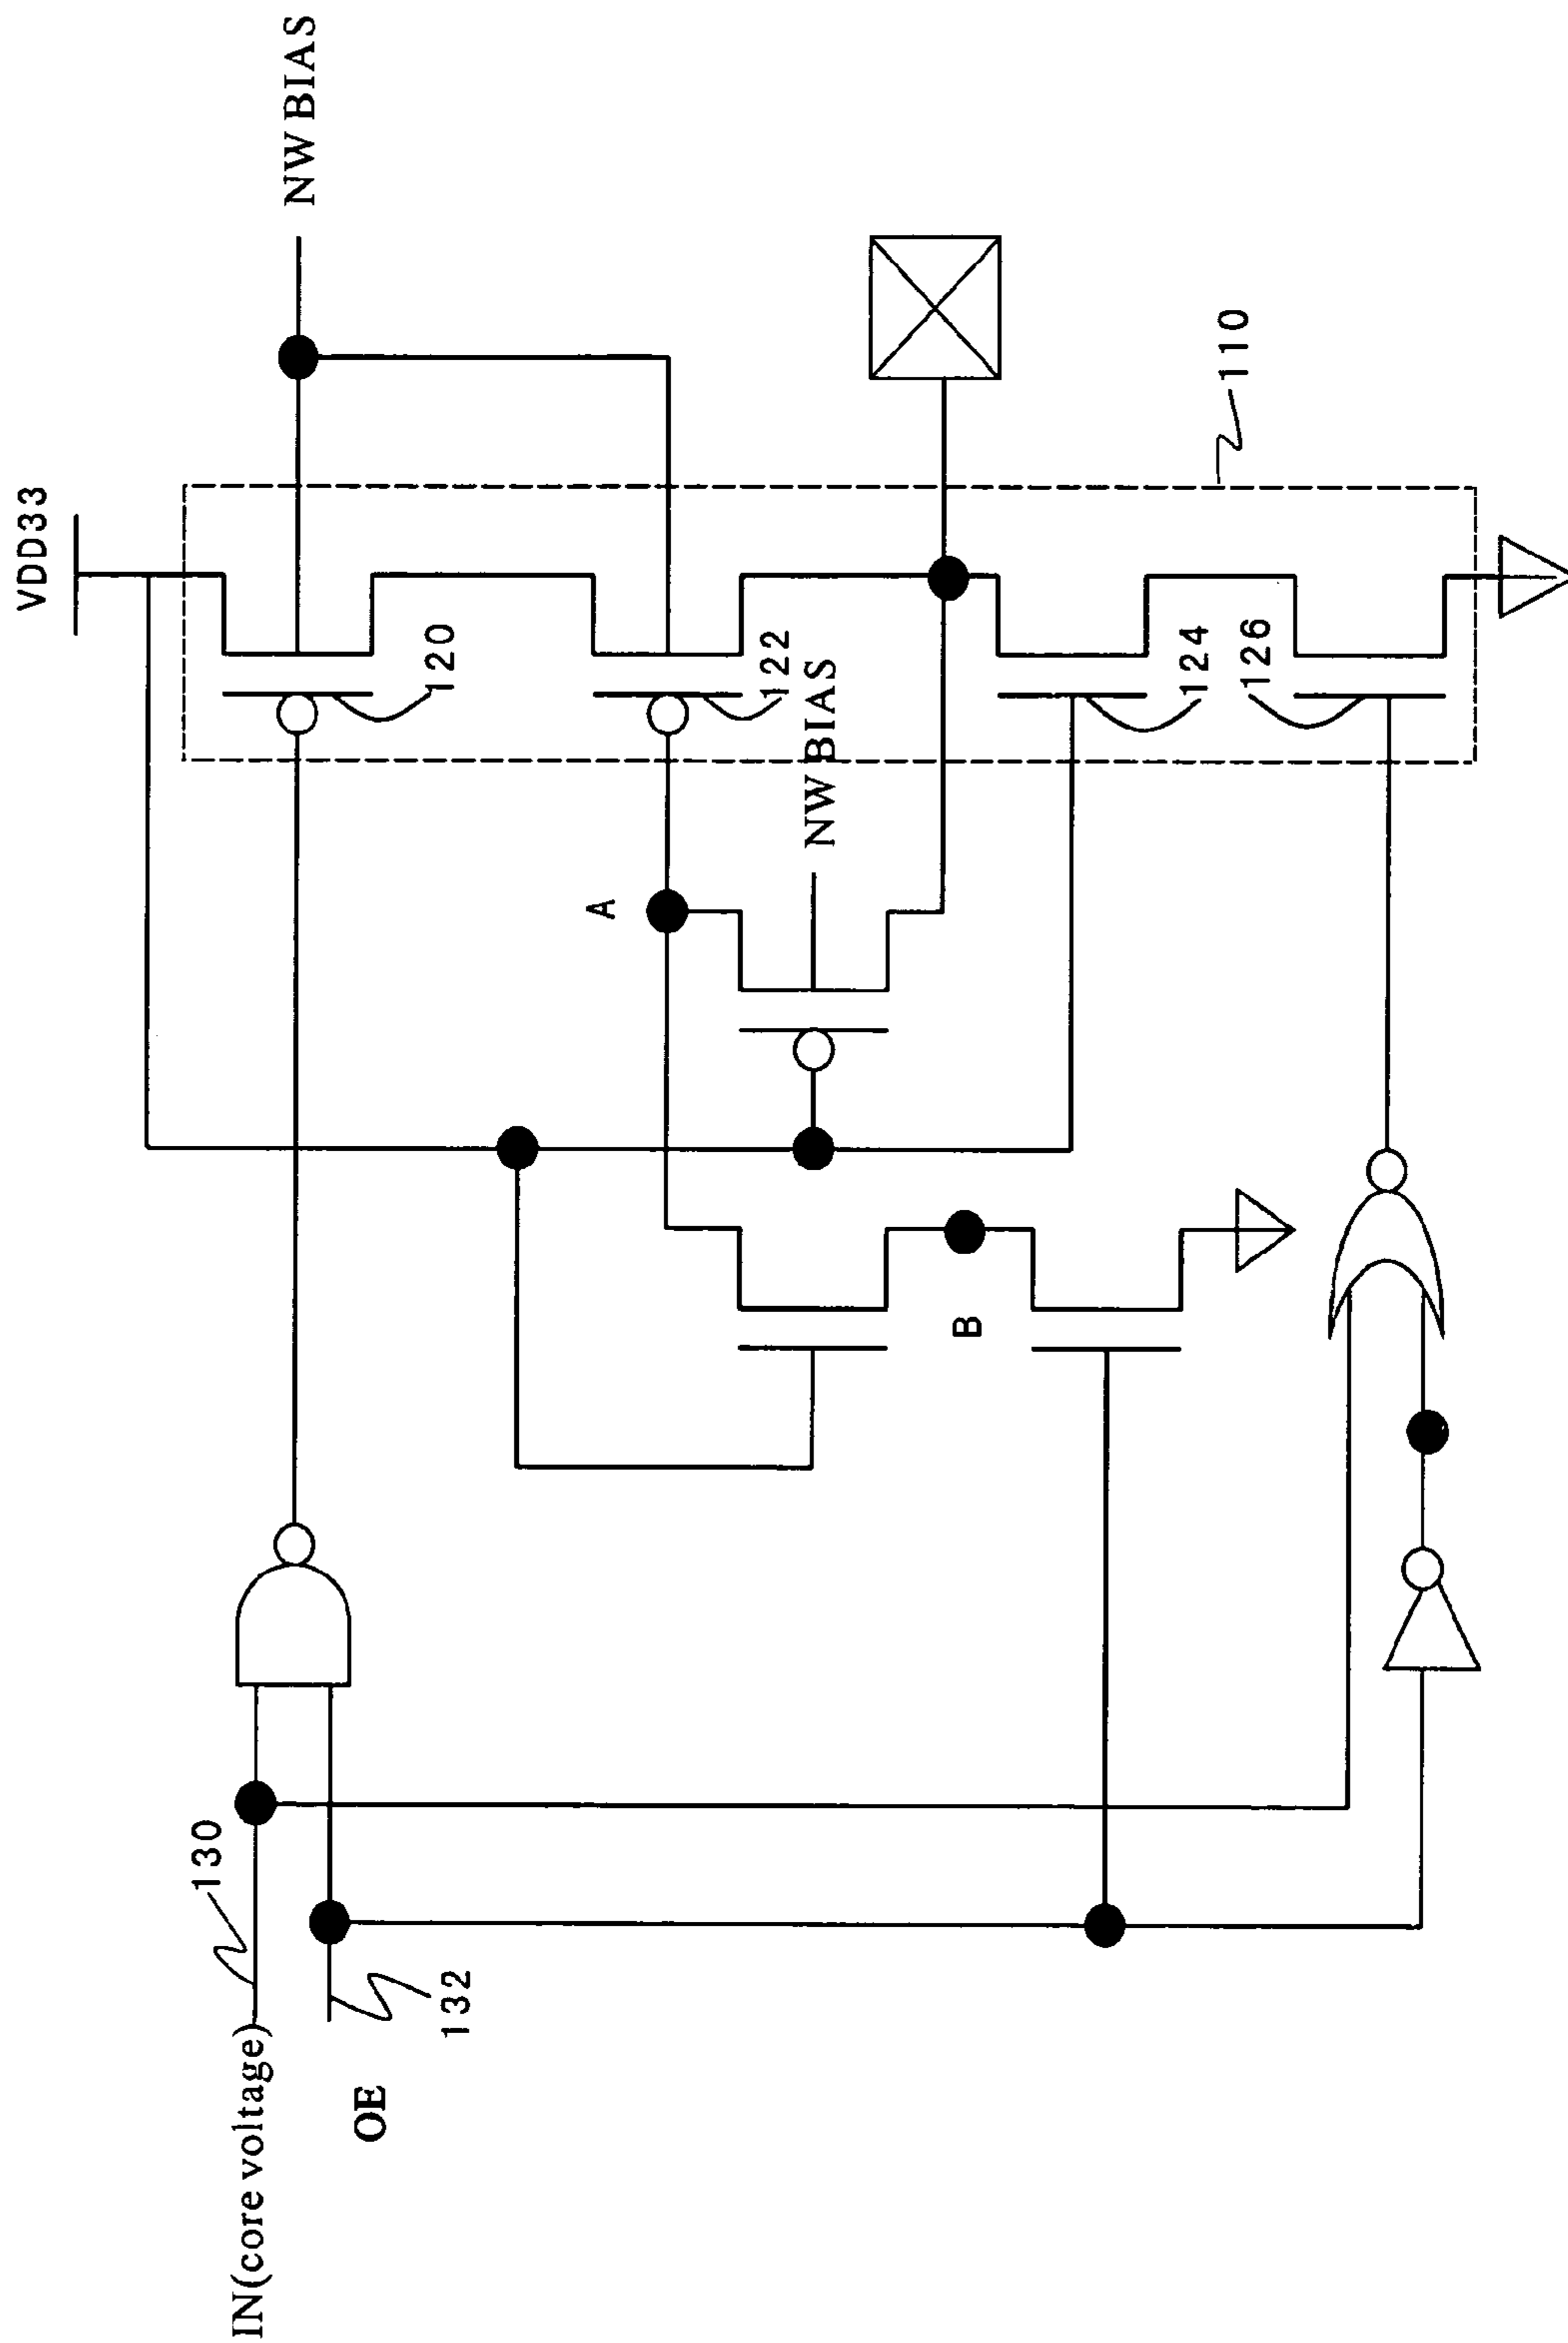 VDD33
NW BIAS
120
122
NW BIAS
110
124
126
A
B
130
IN(core voltage)
132
OE